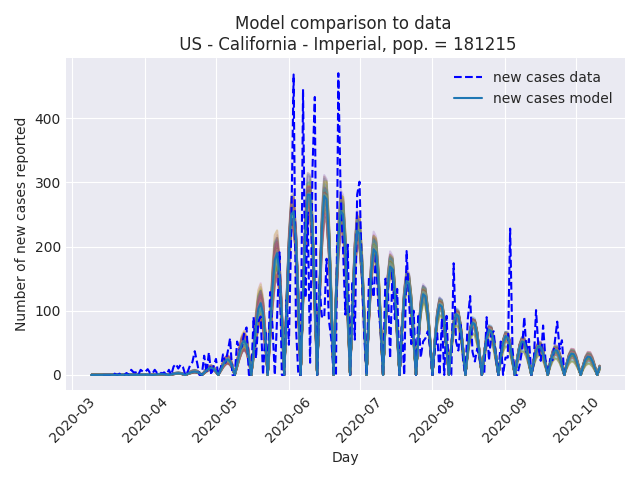 Model comparison to data
US - California - Imperial, pop. = 181215
new cases data
new cases model
Number of new cases reported
400
300
200
100
0
2020-03
2020-04
2020-05
2020-06
2020-07
2020-08
2020-09
2020-10
Day